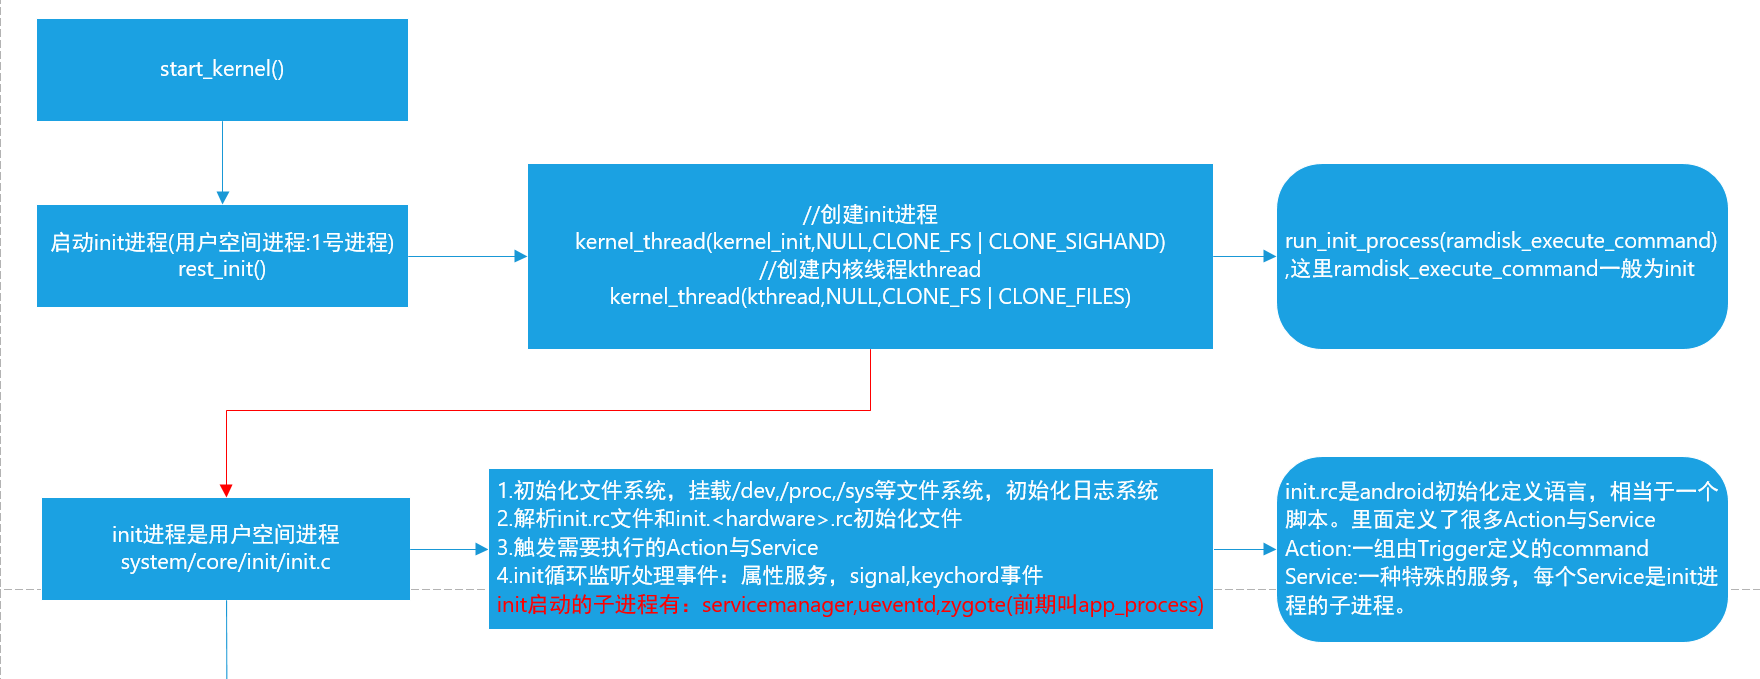 start_kernel()
启动init进程(用户空间进程:1号进程)
rest_init()
//创建init进程
kernel_thread(kernel_init,NULL,CLONE_FS | CLONE_SIGHAND)
//创建内核线程kthread
kernel_thread(kthread,NULL,CLONE_FS | CLONE_FILES)
run_init_process(ramdisk_execute_command)
,这里ramdisk_execute_command一般为init
init进程是用户空间进程
system/core/init/init.c
1.初始化文件系统，挂载/dev,/proc,/sys等文件系统，初始化日志系统
2.解析init.rc文件和init.<hardware>.rc初始化文件
3.触发需要执行的Action与Service
4.init循环监听处理事件：属性服务，signal,keychord事件
init启动的子进程有：servicemanager,ueventd,zygote(前期叫app_process)
init.rc是android初始化定义语言，相当于一个
脚本。里面定义了很多Action与Service
Action:一组由Trigger定义的command
Service:一种特殊的服务，每个Service是init进
程的子进程。